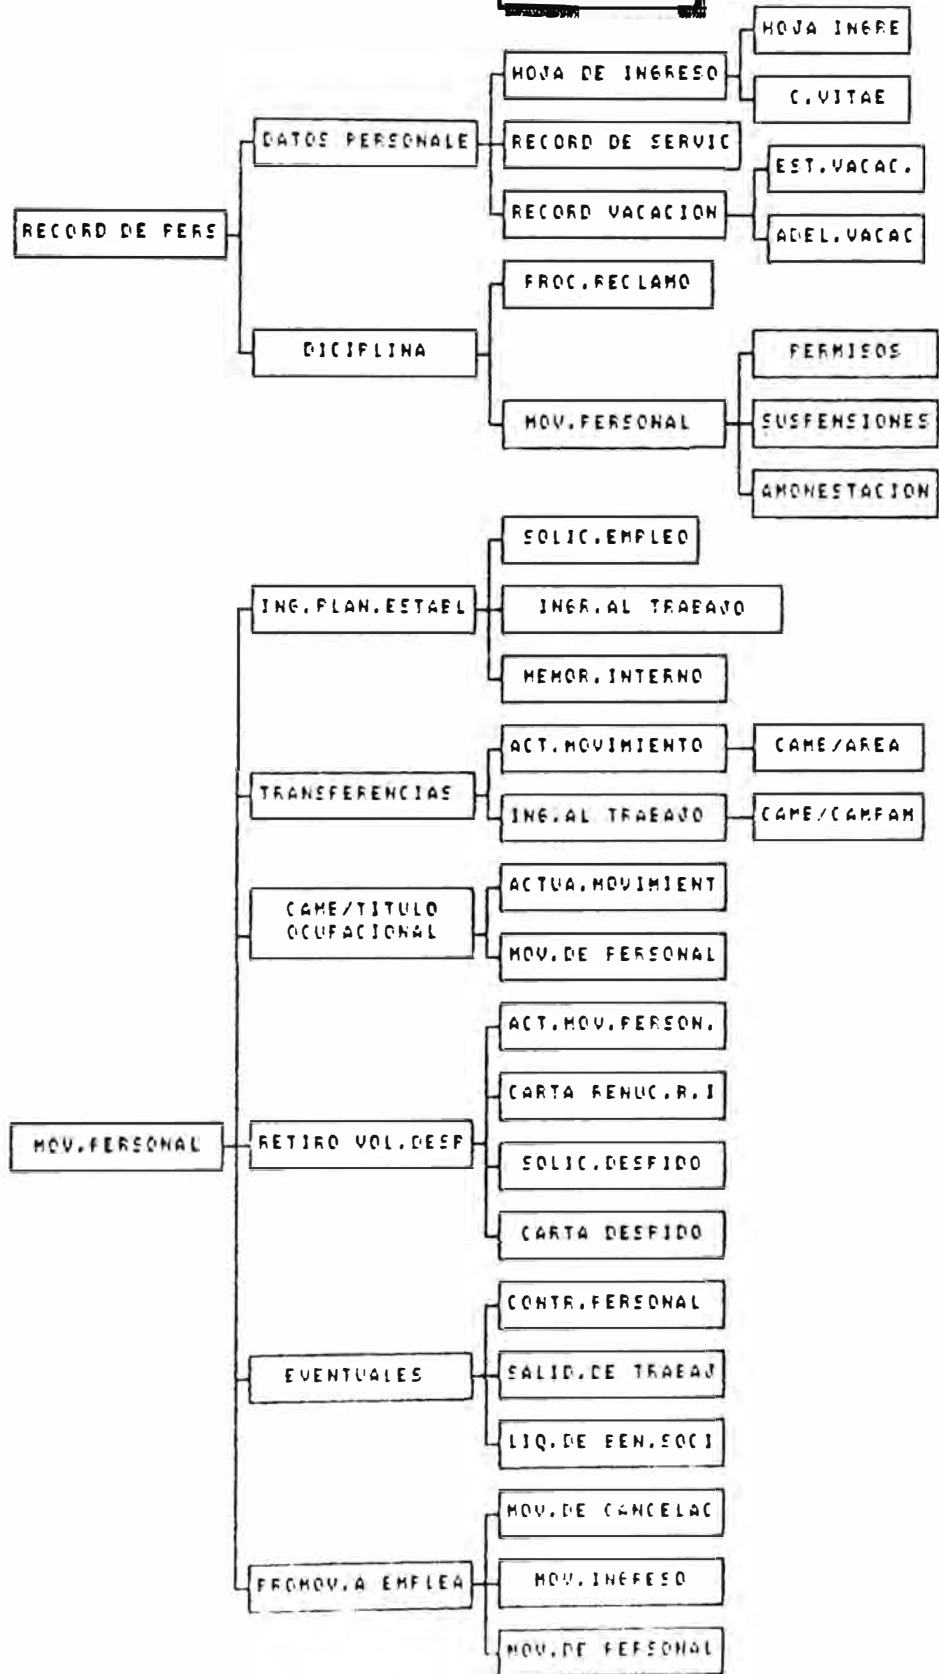 HOJA INGRE
HOJA DE INGRESO
C.VITAE
DATOS PERSONALE
RECORD DE SERVIC
EST.VACAC.
RECORD VACACION
RECORD DE PERS
ADEL.VACAC
PROC.RECLAMO
DICIPLINA
PERMISOS
MOV.PERSONAL
SUSPENSIONES
AMONESTACION
SOLIC.EMPLEO
ING.PLAN.ESTABL
INGR.AL TRABAJO
MEMOR.INTERNO
ACT.MOVIMIENTO
CAMB/AREA
TRANSFERENCIAS
ING.AL TRABAJO
CAMB/CAMPAM
ACTUA.MOVIMIENT
CAMB/TITULO
OCUPACIONAL
MOV.DE PERSONAL
ACT.MOV.PERSON.
CARTA RENUC.R.I
MOV.PERSONAL
RETIRO VOL.DESP
SOLIC.DESPIDO
CARTA DESPIDO
CONTR.PERSONAL
EVENTUALES
SALID.DE TRABAJ
LIQ.DE BEN.SOCI
MOV.DE CANCELAC
PROMOV.A EMPLEA
MOV.INGRESO
MOV.DE PERSONAL